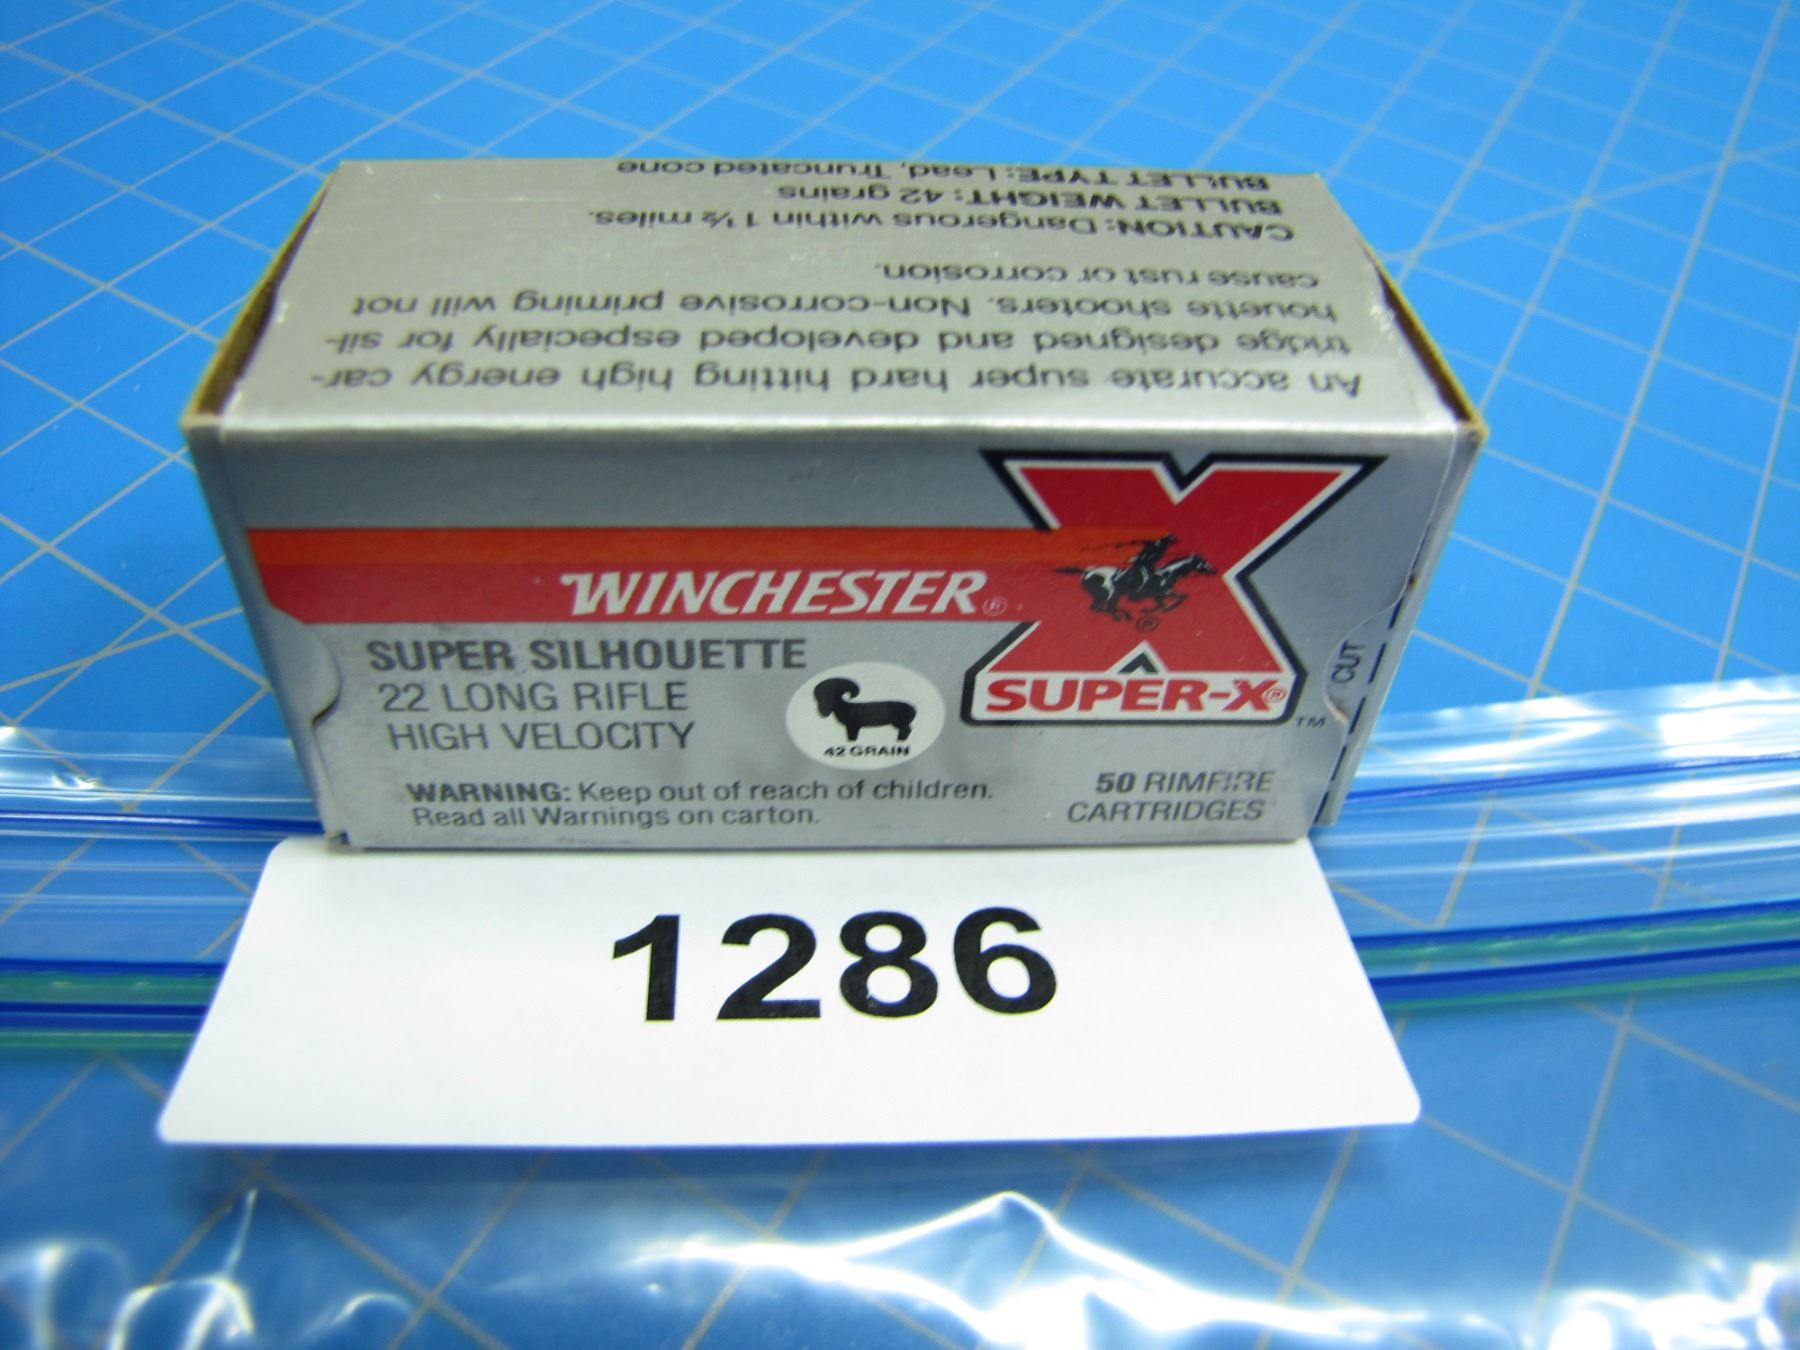 An accurate super hard hitting high energy car-
tridge designed and developed especially for sil-
houette shooters. Non-corrosive priming will not
cause rust or corrosion.
CAUTION: Dangerous within 1½ miles.
BULLET WEIGHT: 42 grains
BULLET TYPE: Lead, Truncated cone
WINCHESTER®
®
SUPER-X®
TM
SUPER SILHOUETTE
22 LONG RIFLE
HIGH VELOCITY
42 GRAIN
WARNING: Keep out of reach of children.
Read all Warnings on carton.
50 RIMFIRE
CARTRIDGES
CUT
1286